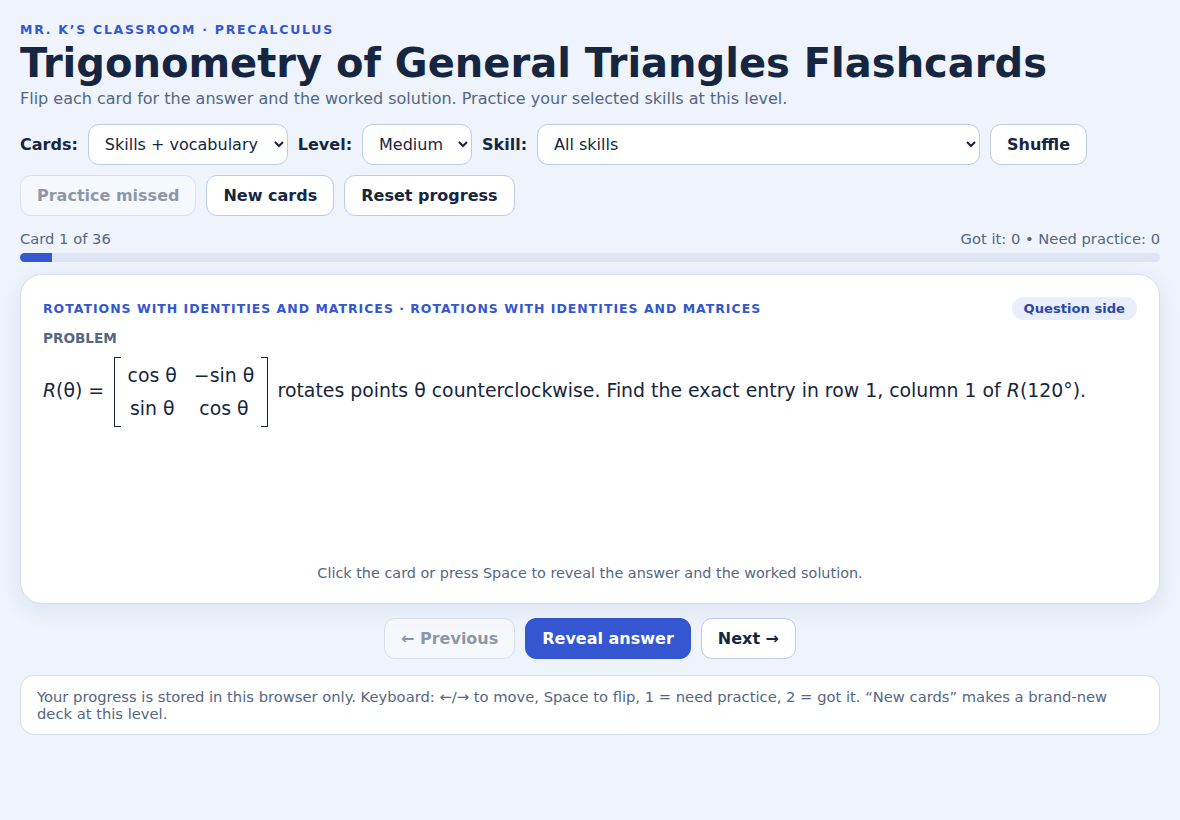 MR. K’S CLASSROOM · PRECALCULUS
Trigonometry of General Triangles Flashcards
Flip each card for the answer and the worked solution. Practice your selected skills at this level.
Cards: Skills + vocabulary Level: Medium Skill: All skills Shuffle
Practice missed New cards Reset progress
Card 1 of 36 Got it: 0 • Need practice: 0
ROTATIONS WITH IDENTITIES AND MATRICES · ROTATIONS WITH IDENTITIES AND MATRICES Question side
PROBLEM
R(θ) = [cos θ −sin θ
sin θ cos θ] rotates points θ counterclockwise. Find the exact entry in row 1, column 1 of R(120°).
Click the card or press Space to reveal the answer and the worked solution.
← Previous Reveal answer Next →
Your progress is stored in this browser only. Keyboard: ←/→ to move, Space to flip, 1 = need practice, 2 = got it. “New cards” makes a brand-new
deck at this level.